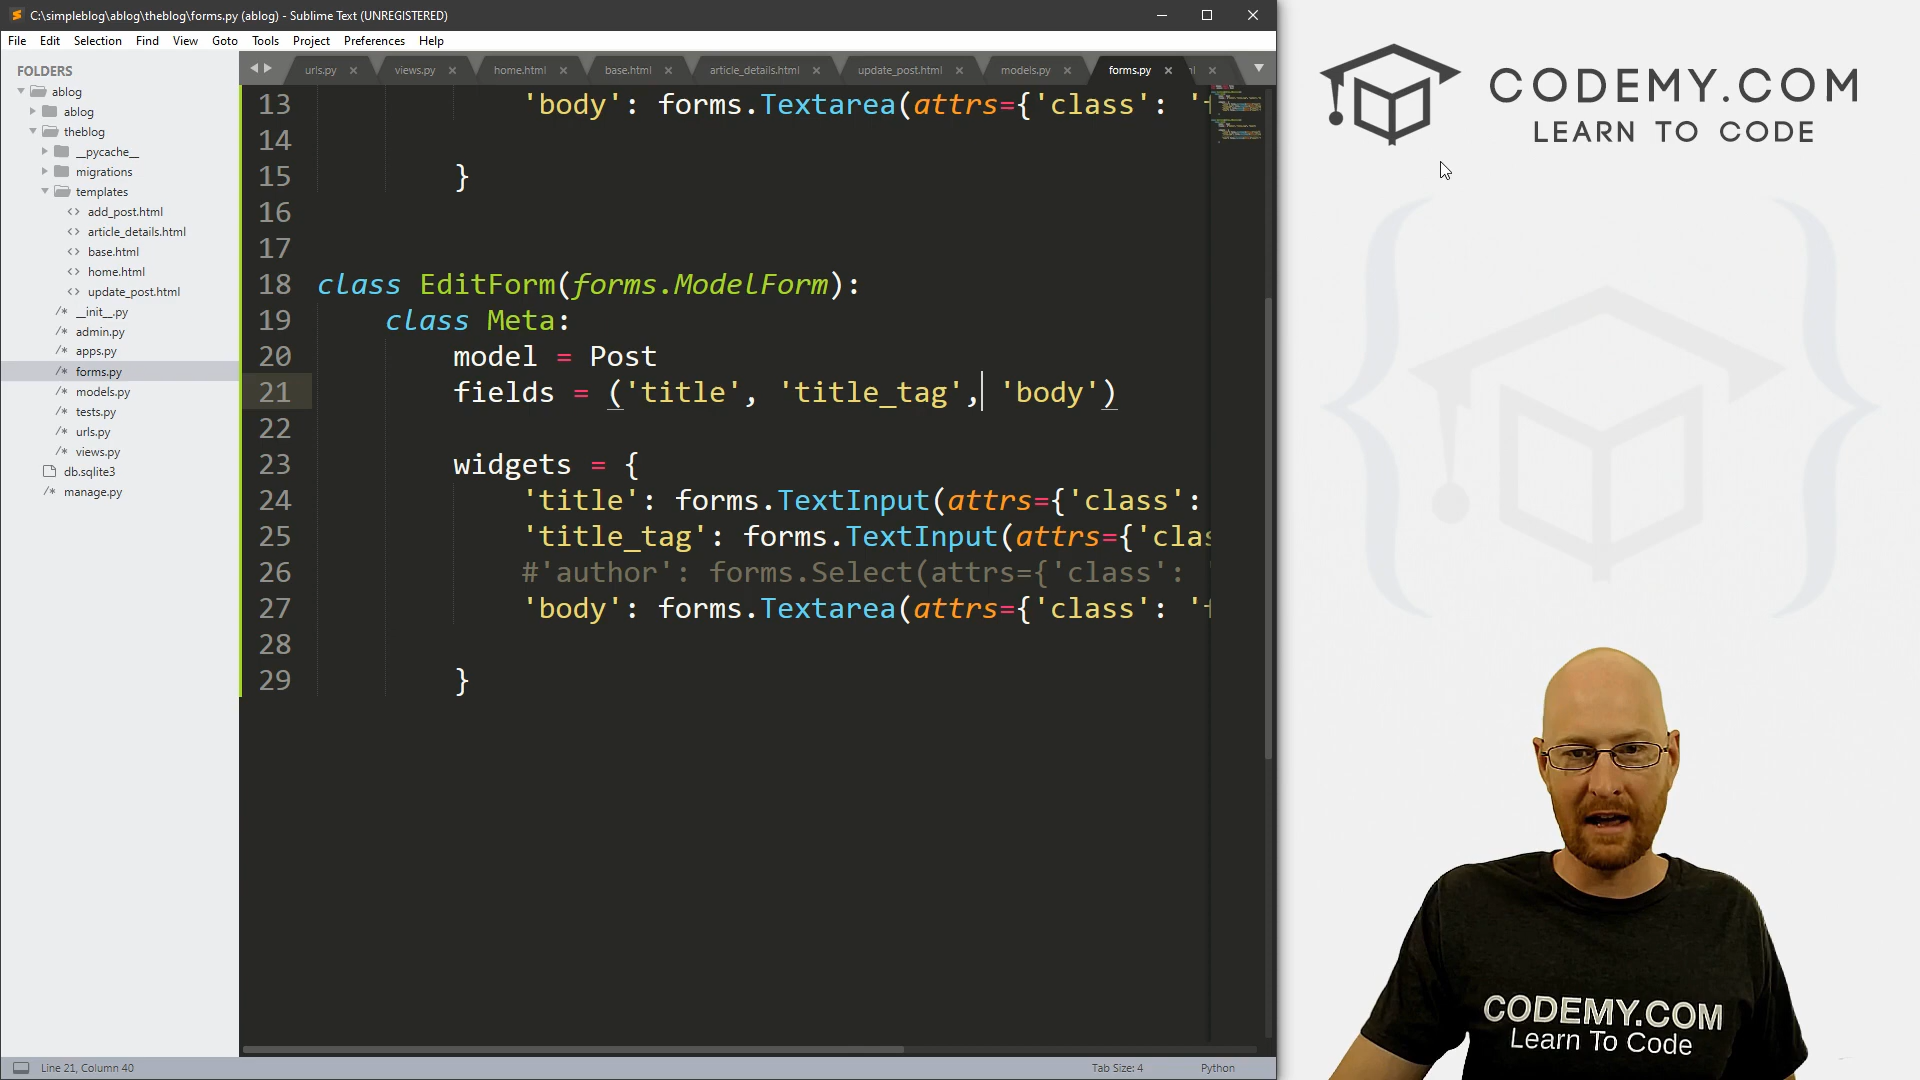 C:\simpleblog\ablog\theblog\forms.py (ablog) - Sublime Text (UNREGISTERED)
File Edit Selection Find View Goto Tools Project Preferences Help
FOLDERS
ablog
ablog
theblog
__pycache__
migrations
templates
add_post.html
article_details.html
base.html
home.html
update_post.html
__init__.py
admin.py
apps.py
forms.py
models.py
tests.py
urls.py
views.py
db.sqlite3
manage.py
urls.py views.py home.html base.html article_details.html update_post.html models.py forms.py
13 'body': forms.Textarea(attrs={'class': '
14
15 }
16
17
18 class EditForm(forms.ModelForm):
19 class Meta:
20 model = Post
21 fields = ('title', 'title_tag', 'body')
22
23 widgets = {
24 'title': forms.TextInput(attrs={'class':
25 'title_tag': forms.TextInput(attrs={'clas
26 #'author': forms.Select(attrs={'class': '
27 'body': forms.Textarea(attrs={'class': '
28
29 }
Line 21, Column 40
Tab Size: 4
Python
CODEMY.COM
LEARN TO CODE
CODEMY.COM
Learn To Code